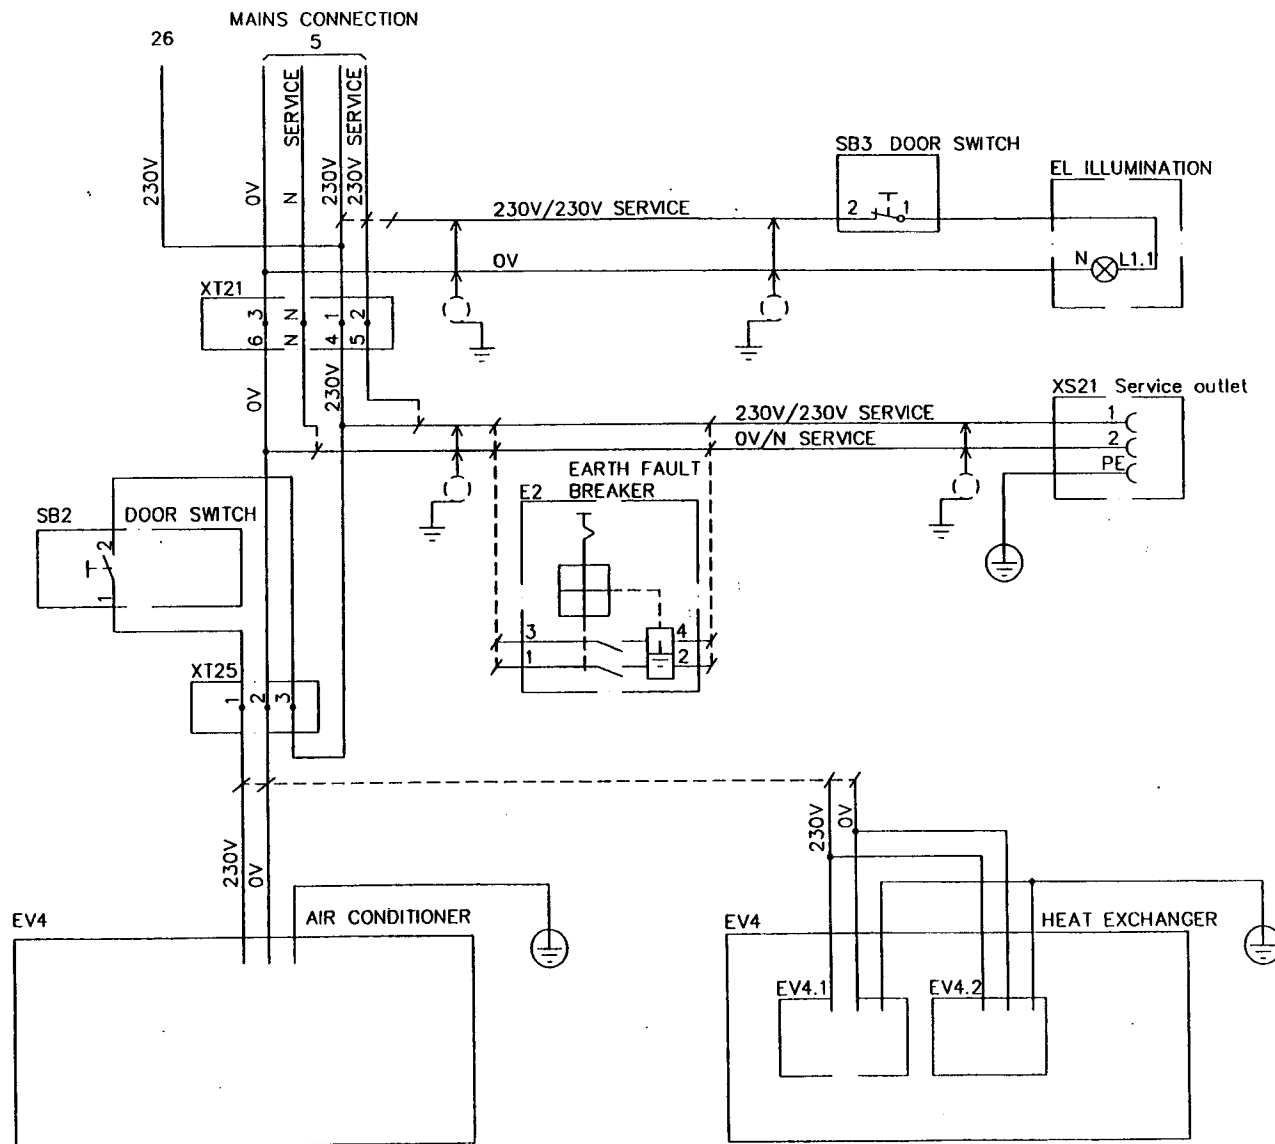 MAINS CONNECTION
26
5
230V
0V
N SERVICE
230V
230V SERVICE
SB3 DOOR SWITCH
2
1
EL ILLUMINATION
230V/230V SERVICE
0V
N
L1.1
XT21
3
N
1
2
6
N
4
5
0V
230V
XS21 Service outlet
230V/230V SERVICE
1
0V/N SERVICE
2
PE
EARTH FAULT
E2
BREAKER
SB2
DOOR SWITCH
2
1
3
4
1
2
XT25
1
2
3
230V
0V
230V
0V
EV4
AIR CONDITIONER
EV4
HEAT EXCHANGER
EV4.1
EV4.2